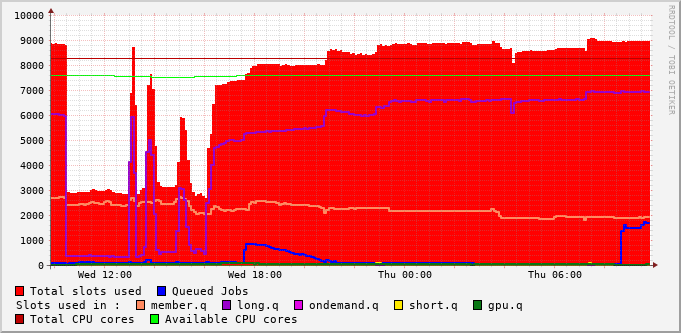 10000
9000
8000
7000
6000
5000
4000
3000
2000
1000
0
Wed 12:00 Wed 18:00 Thu 00:00 Thu 06:00
RRDTOOL / TOBI OETIKER
Total slots used Queued Jobs
Slots used in : member.q long.q ondemand.q short.q gpu.q
Total CPU cores Available CPU cores